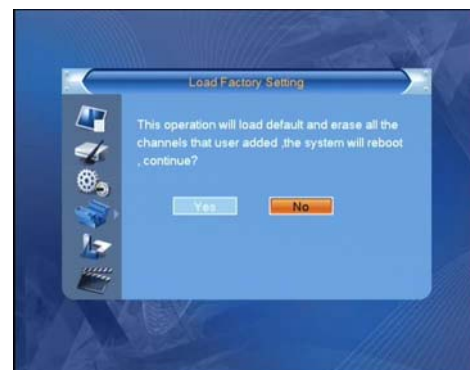 Load Factory Setting
This operation will load default and erase all the
channels that user added ,the system will reboot
, continue?
Yes No